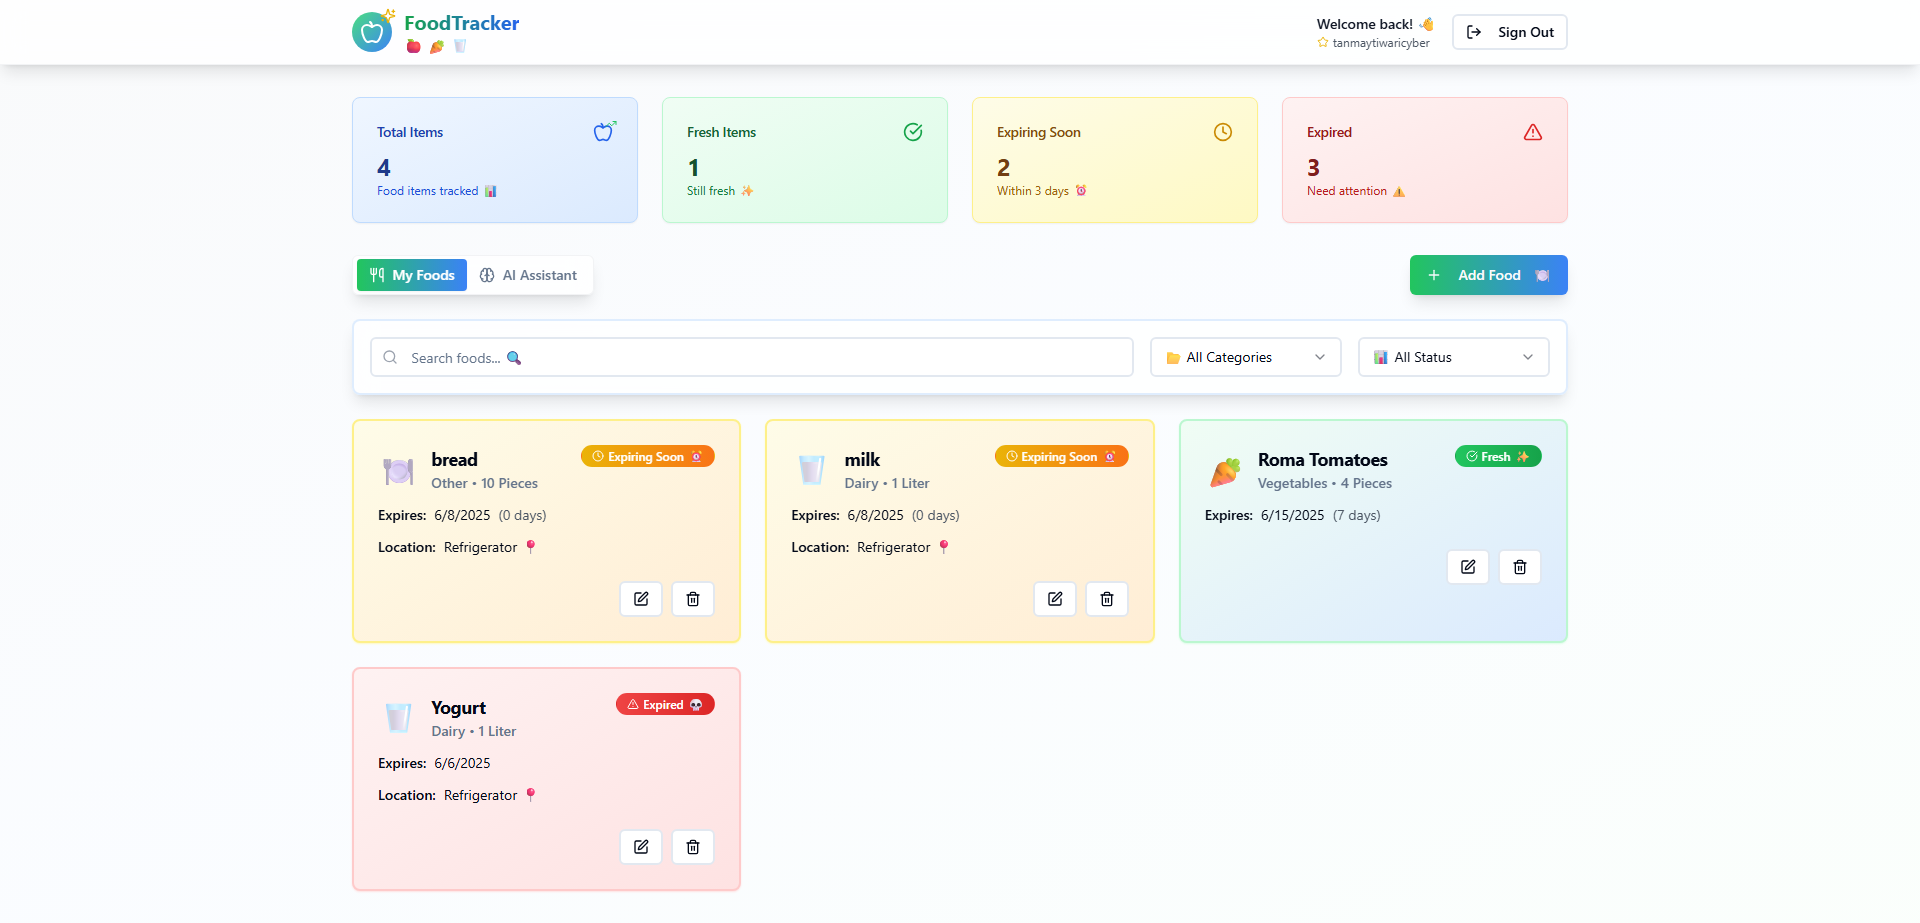 FoodTracker
Welcome back!
tanmaytiwaricyber
Sign Out
Total Items
4
Food items tracked
Fresh Items
1
Still fresh
Expiring Soon
2
Within 3 days
Expired
3
Need attention
My Foods
AI Assistant
Add Food
Search foods...
All Categories
All Status
bread
Expiring Soon
Other • 10 Pieces
Expires: 6/8/2025 (0 days)
Location: Refrigerator
milk
Expiring Soon
Dairy • 1 Liter
Expires: 6/8/2025 (0 days)
Location: Refrigerator
Roma Tomatoes
Fresh
Vegetables • 4 Pieces
Expires: 6/15/2025 (7 days)
Yogurt
Expired
Dairy • 1 Liter
Expires: 6/6/2025
Location: Refrigerator